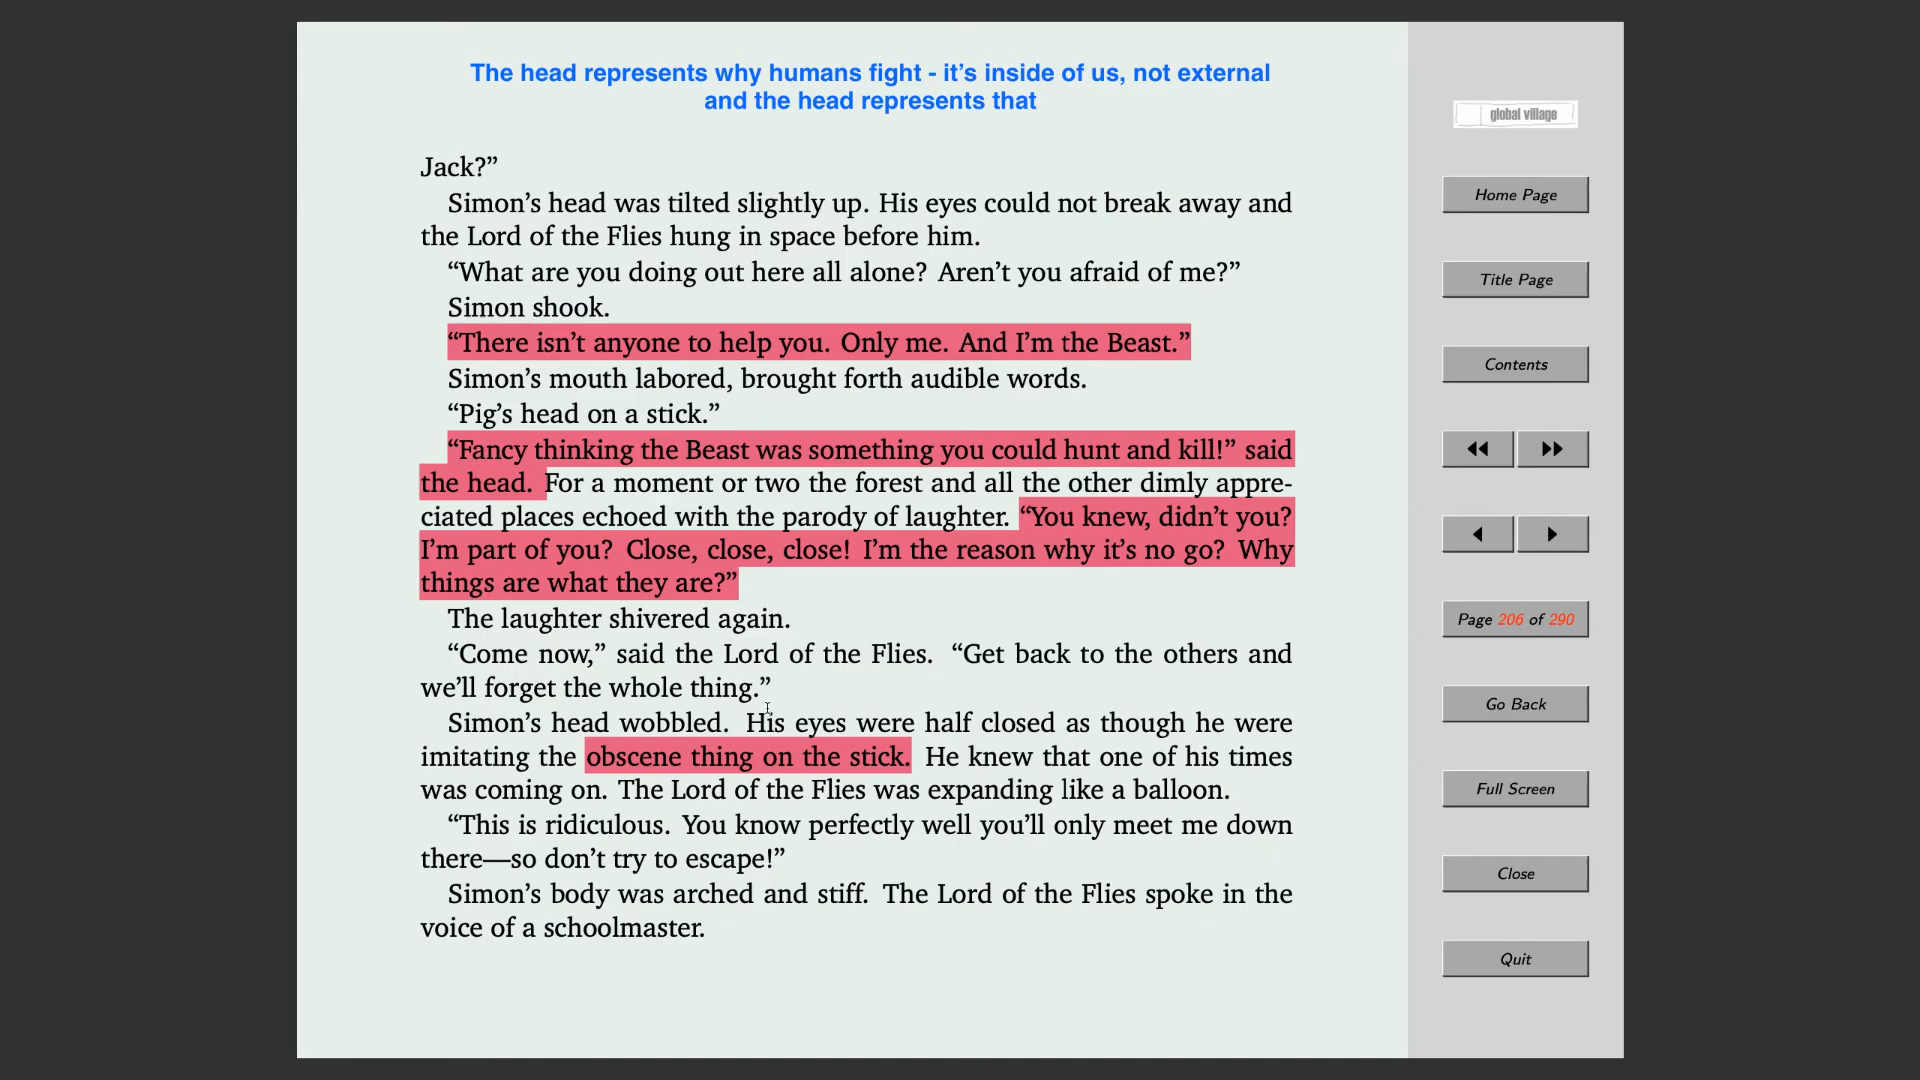 The head represents why humans fight - it’s inside of us, not external
and the head represents that
Jack?”
Simon’s head was tilted slightly up. His eyes could not break away and
the Lord of the Flies hung in space before him.
“What are you doing out here all alone? Aren’t you afraid of me?”
Simon shook.
“There isn’t anyone to help you. Only me. And I’m the Beast.”
Simon’s mouth labored, brought forth audible words.
“Pig’s head on a stick.”
“Fancy thinking the Beast was something you could hunt and kill!” said
the head. For a moment or two the forest and all the other dimly appre-
ciated places echoed with the parody of laughter. “You knew, didn’t you?
I’m part of you? Close, close, close! I’m the reason why it’s no go? Why
things are what they are?”
The laughter shivered again.
“Come now,” said the Lord of the Flies. “Get back to the others and
we’ll forget the whole thing.”
Simon’s head wobbled. His eyes were half closed as though he were
imitating the obscene thing on the stick. He knew that one of his times
was coming on. The Lord of the Flies was expanding like a balloon.
“This is ridiculous. You know perfectly well you’ll only meet me down
there—so don’t try to escape!”
Simon’s body was arched and stiff. The Lord of the Flies spoke in the
voice of a schoolmaster.
global village
Home Page
Title Page
Contents
Page 206 of 290
Go Back
Full Screen
Close
Quit